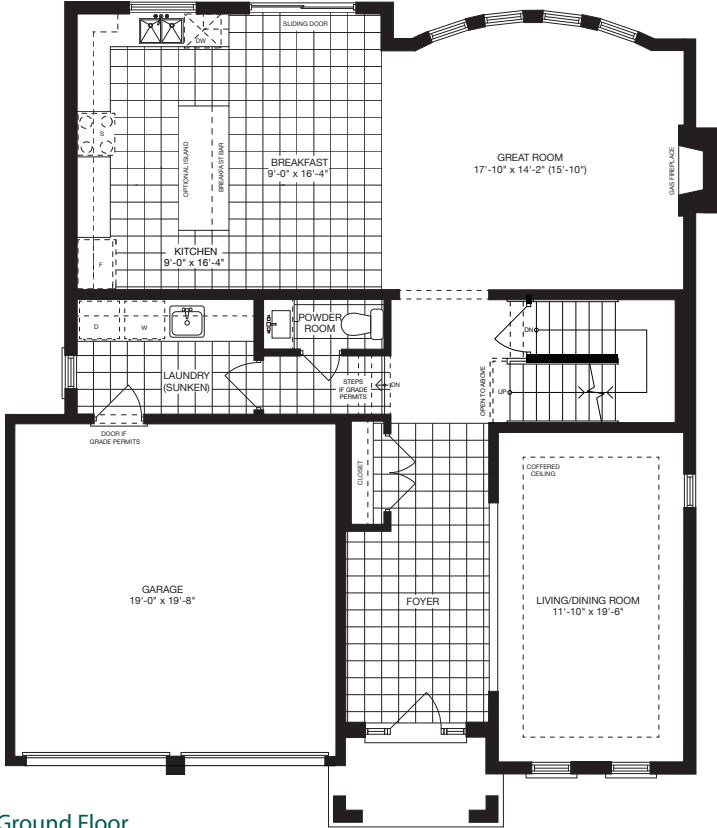 SLIDING DOOR
DW
S
OPTIONAL ISLAND
BREAKFAST BAR
BREAKFAST
9'-0" x 16'-4"
GREAT ROOM
17'-10" x 14'-2" (15'-10")
GAS FIREPLACE
KITCHEN
9'-0" x 16'-4"
F
D
W
POWDER
ROOM
DN
LAUNDRY
(SUNKEN)
STEPS
IF GRADE
PERMITS
DN
OPEN TO ABOVE
UP
DOOR IF
GRADE PERMITS
CLOSET
COFFERED
CEILING
GARAGE
19'-0" x 19'-8"
FOYER
LIVING/DINING ROOM
11'-10" x 19'-6"
Ground Floor